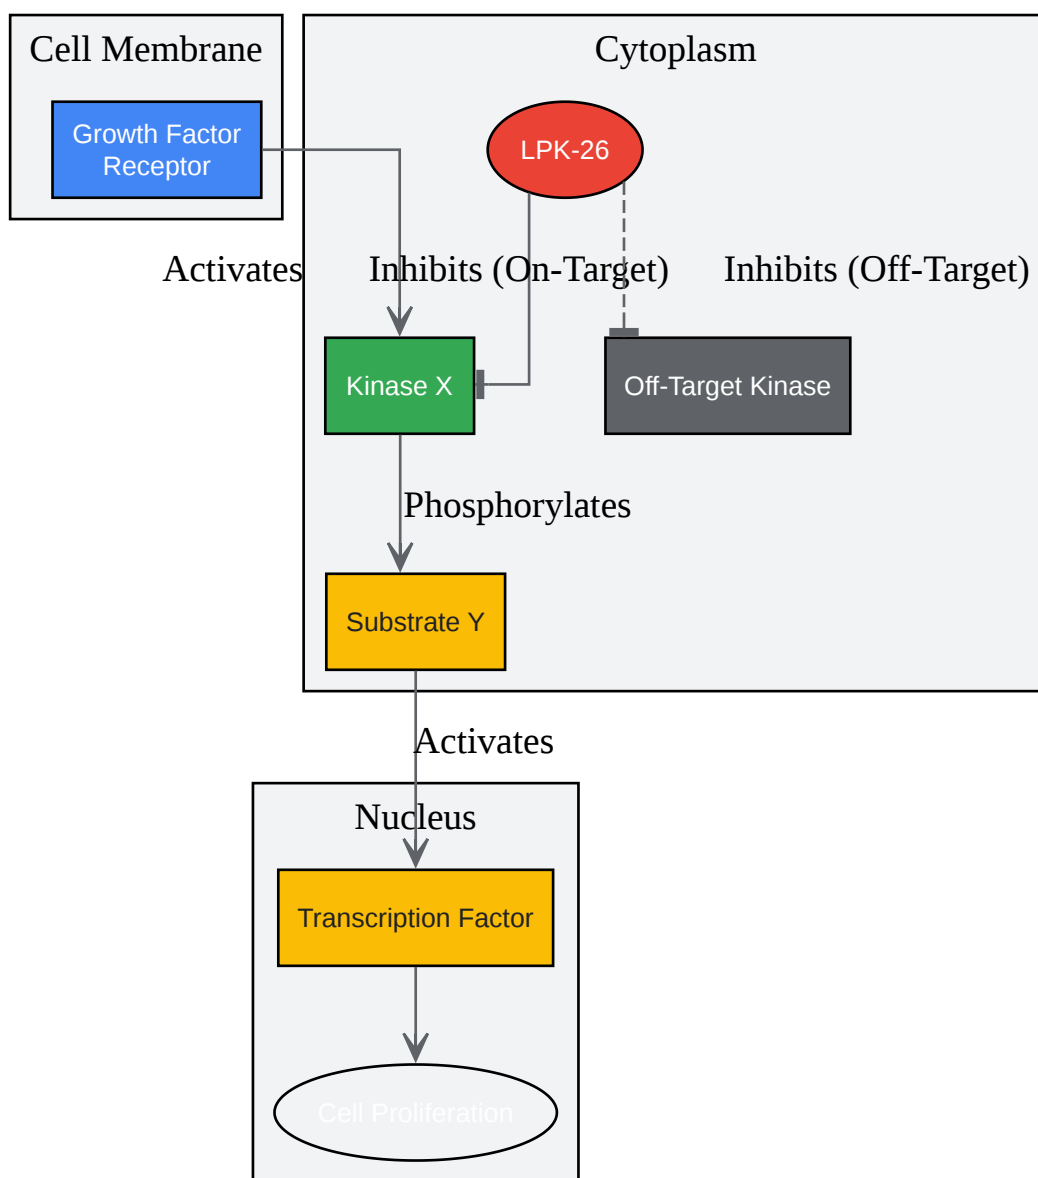 Cell Membrane
Cytoplasm
Growth Factor
Receptor
LPK-26
Activates
Inhibits (On-Target)
Inhibits (Off-Target)
Kinase X
Off-Target Kinase
Phosphorylates
Substrate Y
Activates
Nucleus
Transcription Factor
Cell Proliferation